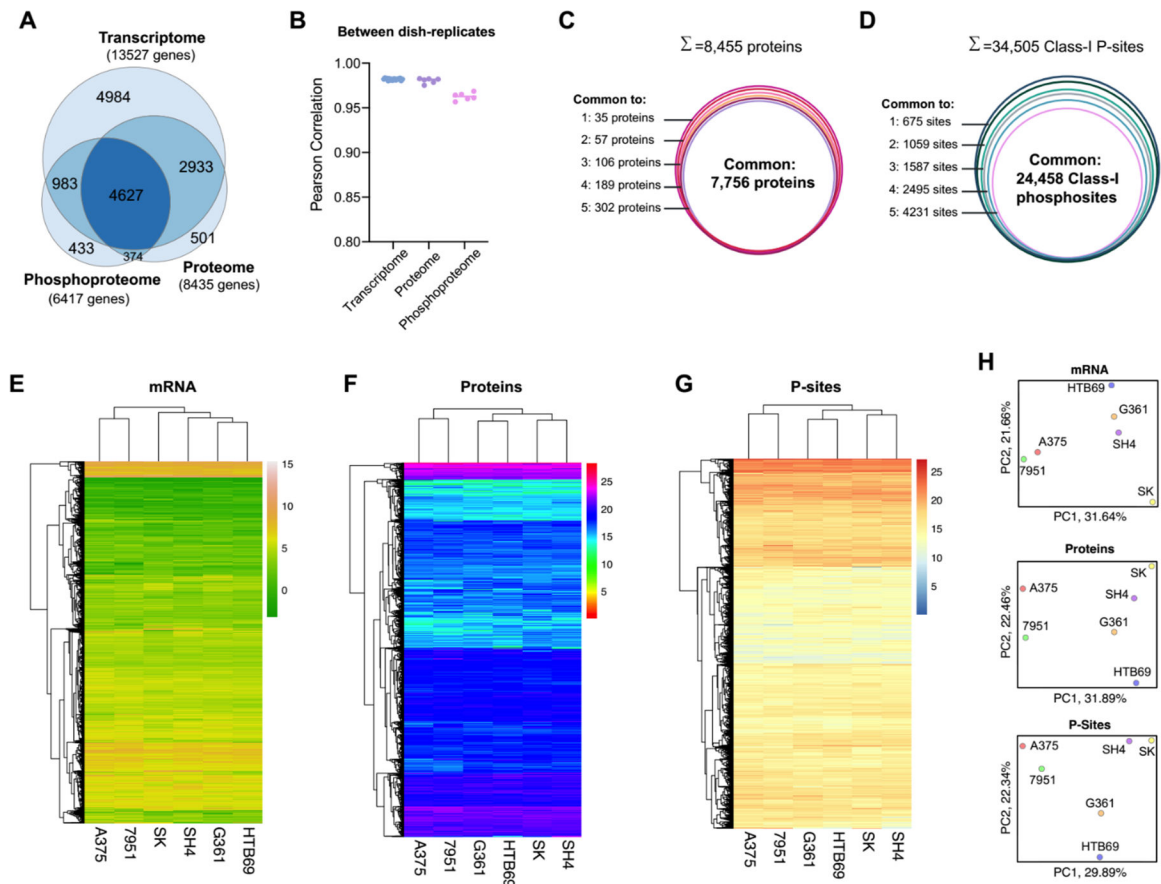 A
Transcriptome
(13527 genes)
4984
2933
983
4627
433
374
501
Phosphoproteome
(6417 genes)
Proteome
(8435 genes)
B
Between dish-replicates
Pearson Correlation
1.00
0.95
0.90
0.85
0.80
Transcriptome
Proteome
Phosphoproteome
C
Σ=8,455 proteins
Common to:
1: 35 proteins
2: 57 proteins
3: 106 proteins
4: 189 proteins
5: 302 proteins
Common:
7,756 proteins
D
Σ=34,505 Class-I P-sites
Common to:
1: 675 sites
2: 1059 sites
3: 1587 sites
4: 2495 sites
5: 4231 sites
Common:
24,458 Class-I
phosphosites
E
mRNA
15
10
5
0
A375
7951
SK
SH4
G361
HTB69
F
Proteins
25
20
15
10
5
A375
7951
G361
HTB69
SK
SH4
G
P-sites
25
20
15
10
5
A375
7951
G361
HTB69
SK
SH4
H
mRNA
PC2, 21.66%
HTB69
G361
A375
SH4
7951
SK
PC1, 31.64%
Proteins
PC2, 22.46%
SK
A375
SH4
G361
7951
HTB69
PC1, 31.89%
P-Sites
PC2, 22.34%
A375
SH4
SK
7951
G361
HTB69
PC1, 29.89%